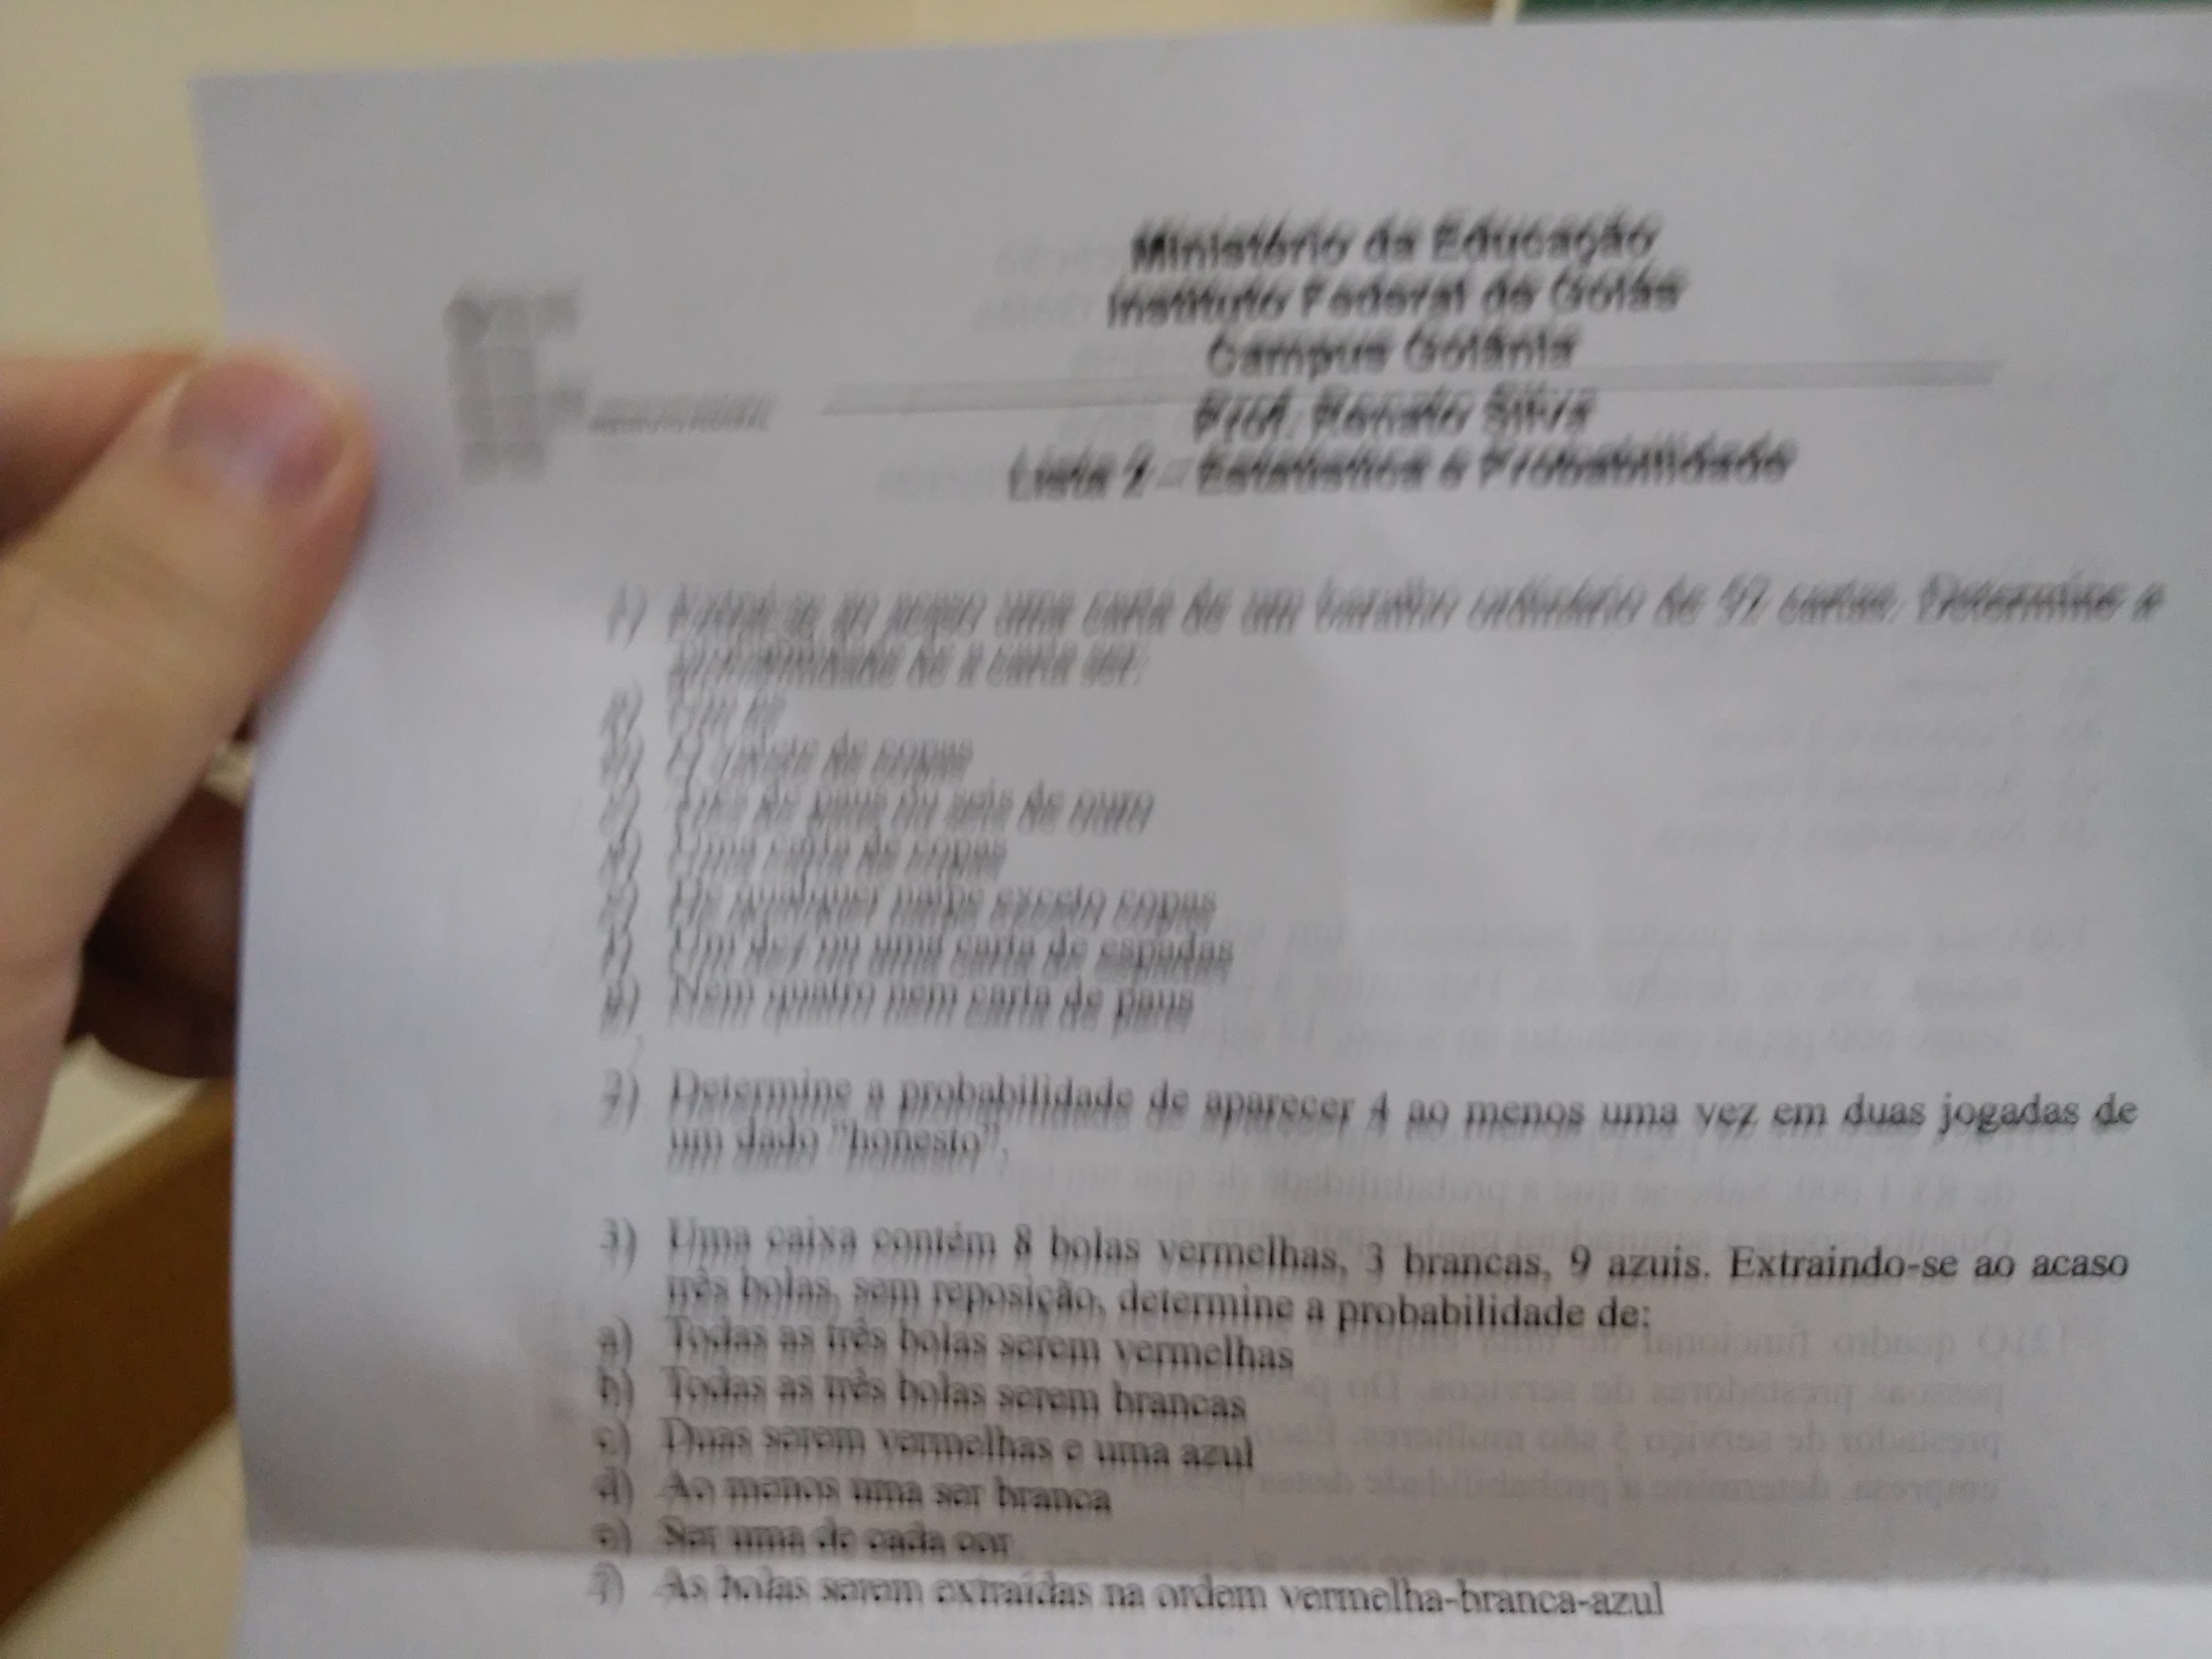 Ministério da Educação
Instituto Federal de Goiás
Campus Goiânia
Prof. Renato Silva
Lista 2 – Estatística e Probabilidade
INSTITUTO FEDERAL
1) Extrai-se ao acaso uma carta de um baralho ordinário de 52 cartas. Determine a
probabilidade de a carta ser:
a) Um ás
b) O Valete de copas
c) Três de paus ou seis de ouro
d) Uma carta de copas
e) De qualquer naipe exceto copas
f) Um dez ou uma carta de espadas
g) Nem quatro nem carta de paus
2) Determine a probabilidade de aparecer 4 ao menos uma vez em duas jogadas de
um dado "honesto".
3) Uma caixa contém 8 bolas vermelhas, 3 brancas, 9 azuis. Extraindo-se ao acaso
três bolas, sem reposição, determine a probabilidade de:
a) Todas as três bolas serem vermelhas
b) Todas as três bolas serem brancas
c) Duas serem vermelhas e uma azul
d) Ao menos uma ser branca
e) Ser uma de cada cor
f) As bolas serem extraídas na ordem vermelha-branca-azul